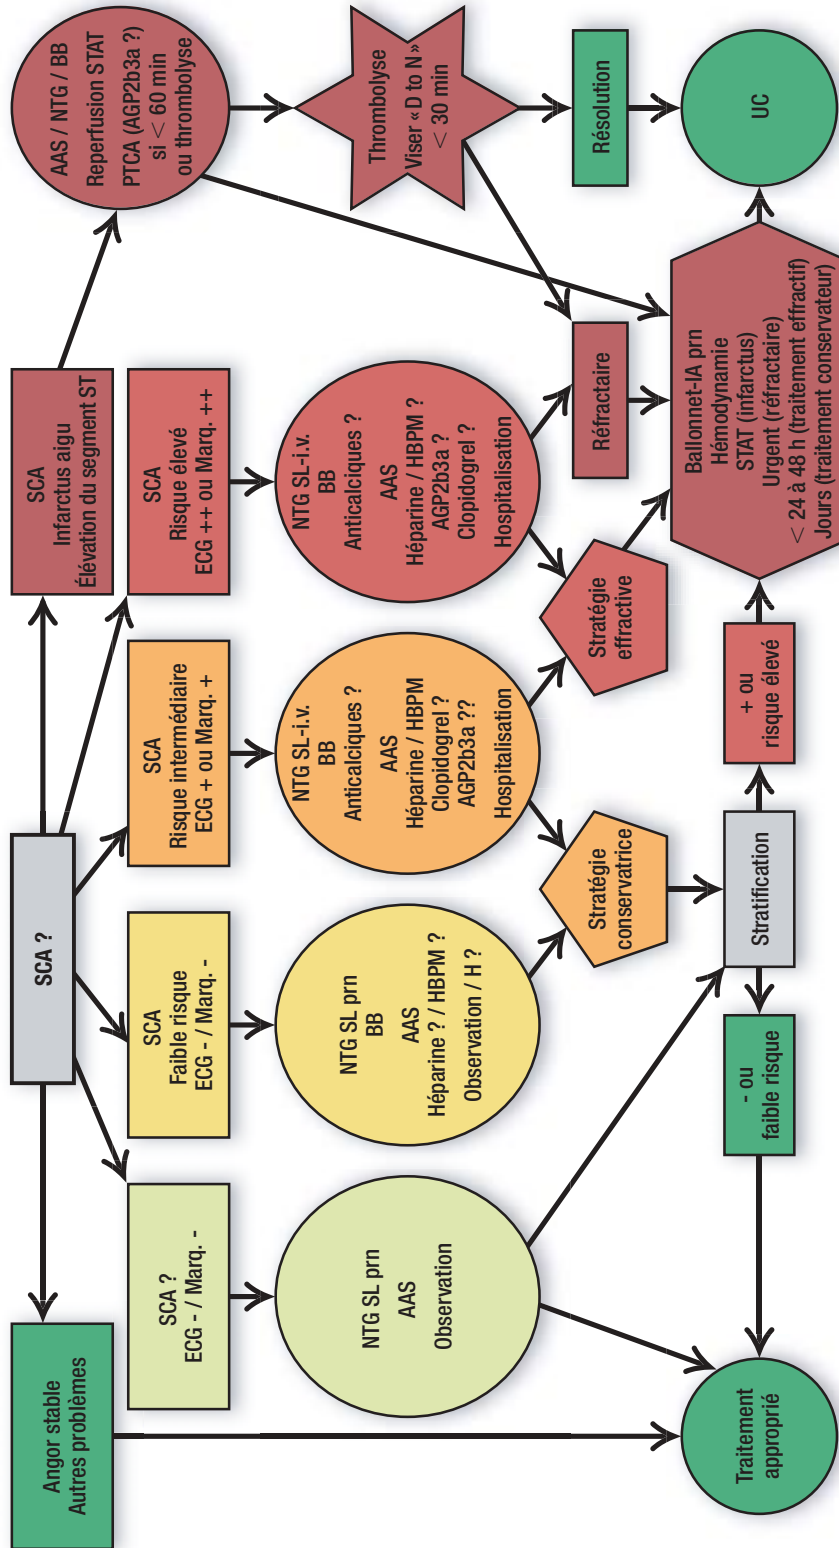 SCA ?
Angor stable
Autres problèmes
SCA ?
ECG - / Marq. -
SCA
Faible risque
ECG - / Marq. -
SCA
Risque intermédiaire
ECG + ou Marq. +
SCA
Risque élevé
ECG ++ ou Marq. ++
SCA
Infarctus aigu
Élévation du segment ST
AAS / NTG / BB
Reperfusion STAT
PTCA (AGP2b3a ?)
si < 60 min
ou thrombolyse
NTG SL prn
AAS
Observation
NTG SL prn
BB
AAS
Héparine ? / HBPM ?
Observation / H ?
NTG SL-i.v.
BB
Anticalciques ?
AAS
Héparine / HBPM
Clopidogrel ?
AGP2b3a ??
Hospitalisation
NTG SL-i.v.
BB
Anticalciques ?
AAS
Héparine / HBPM ?
AGP2b3a ?
Clopidogrel ?
Hospitalisation
Thrombolyse
Viser «D to N»
< 30 min
Stratégie
conservatrice
Stratégie
effractive
Réfractaire
Résolution
Traitement
approprié
- ou
faible risque
Stratification
+ ou
risque élevé
Ballonnet-IA prn
Hémodynamie
STAT (infarctus)
Urgent (réfractaire)
< 24 à 48 h (traitement effractif)
Jours (traitement conservateur)
UC